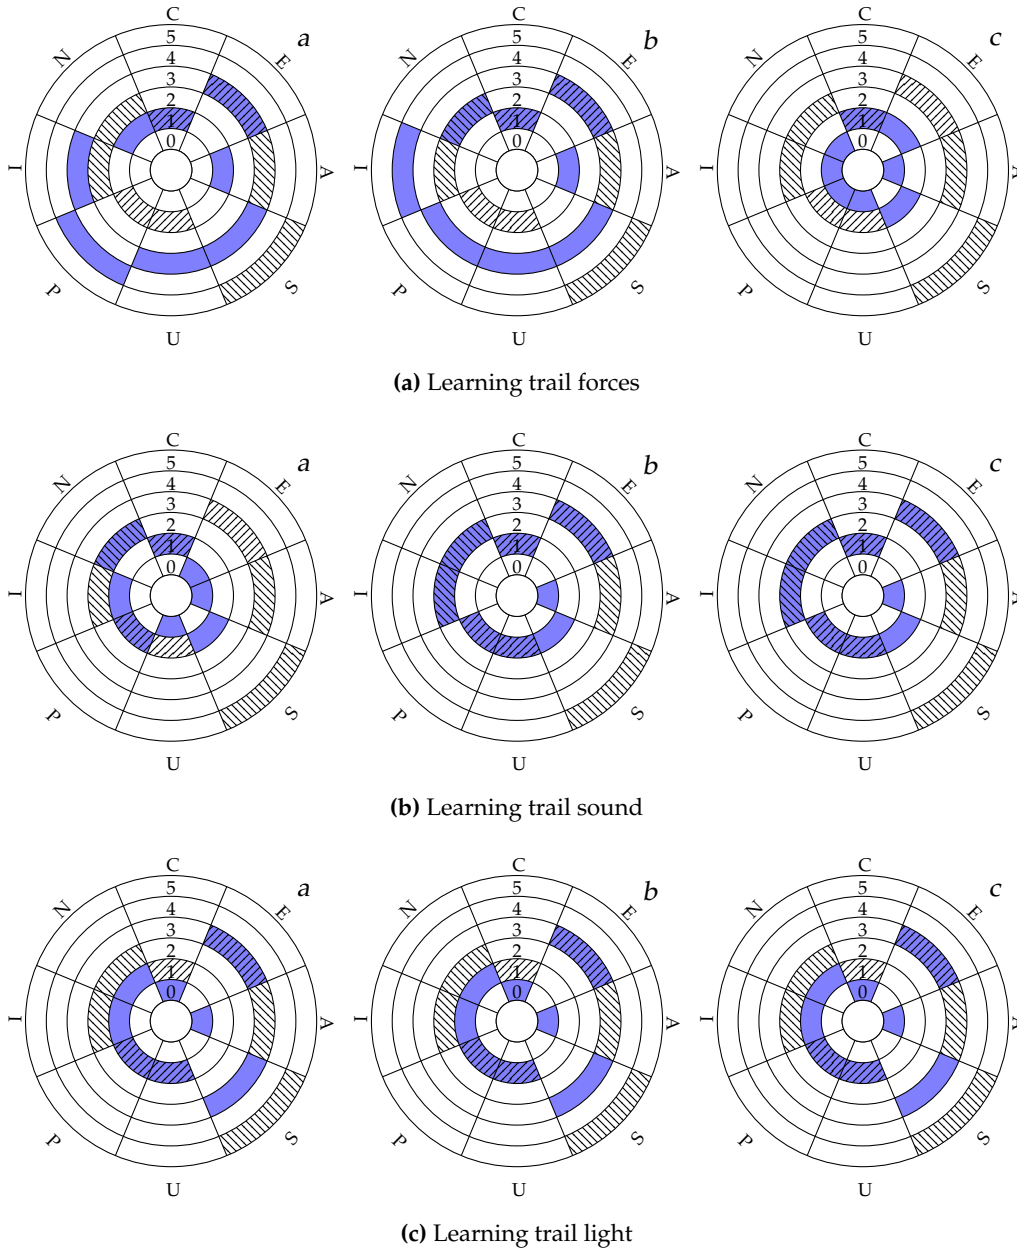 C C C
a b c
N 5 E N 5 E N 5 E
4 4 4
3 3 3
2 2 2
1 1 1
0 0 0
I A I A I A
P S P S P S
U U U
(a) Learning trail forces
C C C
a b c
N 5 E N 5 E N 5 E
4 4 4
3 3 3
2 2 2
1 1 1
0 0 0
I A I A I A
P S P S P S
U U U
(b) Learning trail sound
C C C
a b c
N 5 E N 5 E N 5 E
4 4 4
3 3 3
2 2 2
1 1 1
0 0 0
I A I A I A
P S P S P S
U U U
(c) Learning trail light